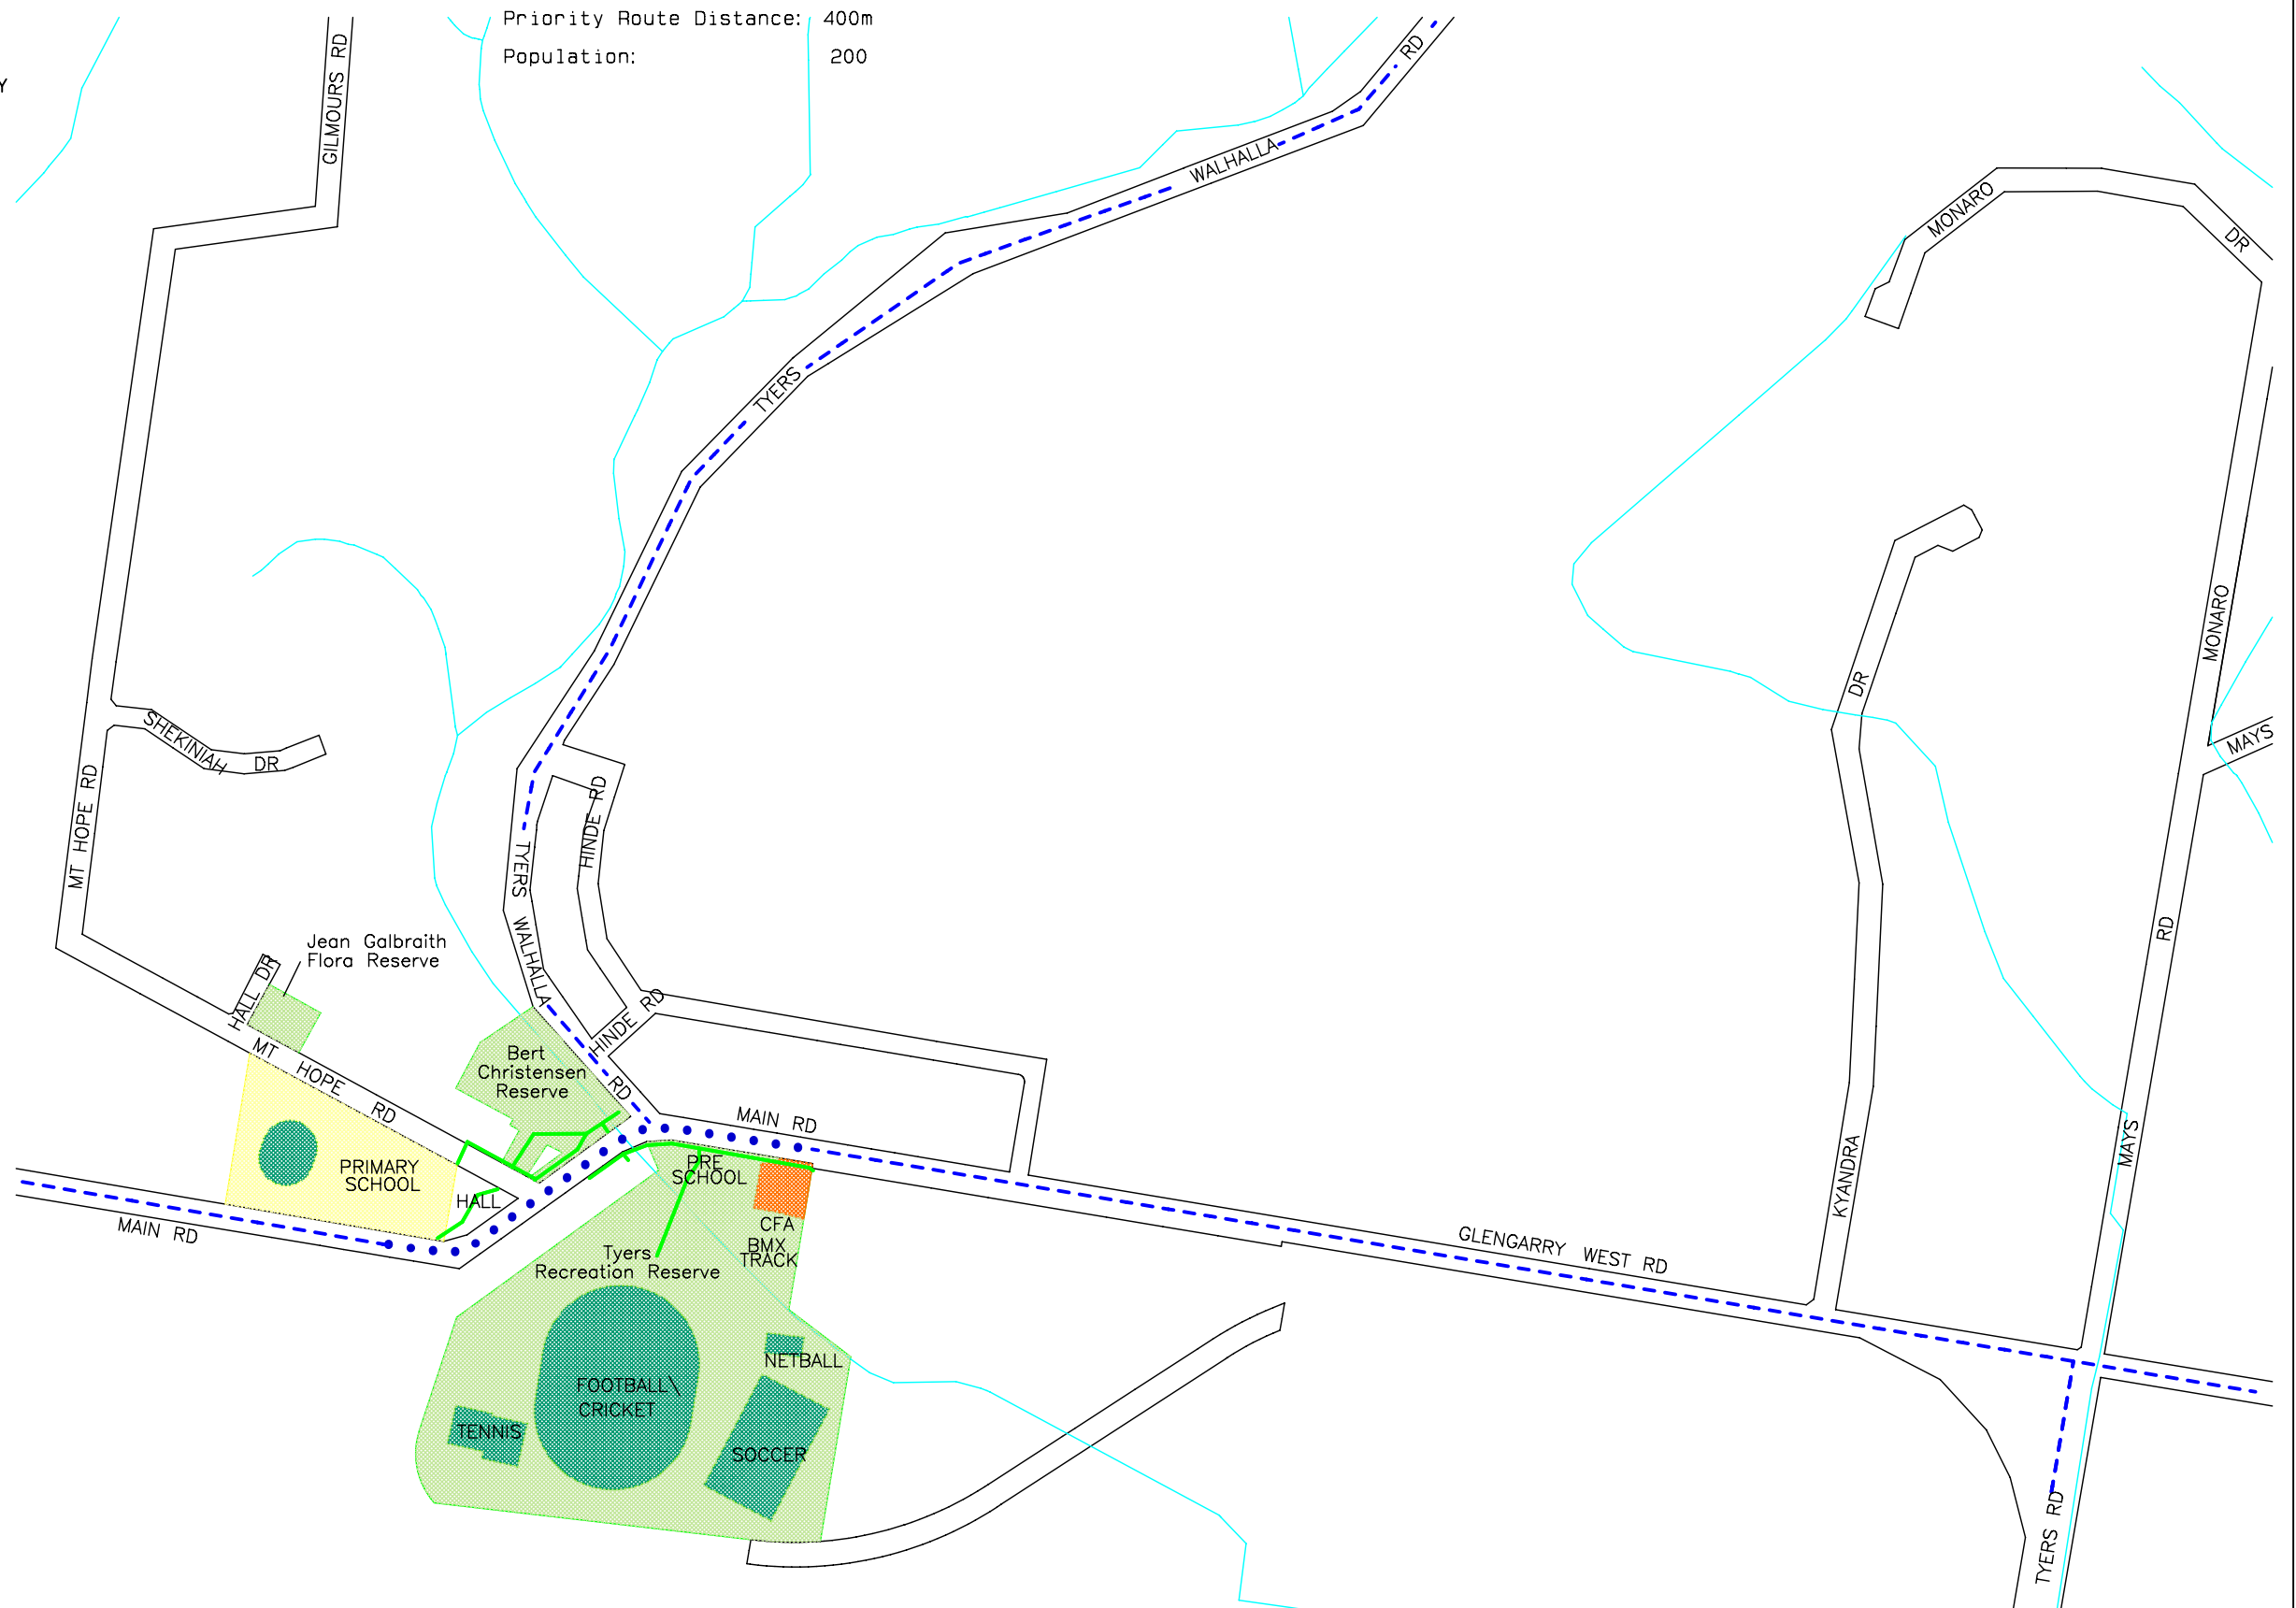 Priority Route Distance: 400m
Population: 200
Y
GILMOURS RD
RD
WALHALLA
TYERS
MONARO
DR
MONARO
MAYS
RD
MAYS
DR
KYANDRA
SHEKINIAH DR
MT HOPE RD
HINDE RD
TYERS WALHALLA RD
HINDE RD
Jean Galbraith
Flora Reserve
HALL DR
MT HOPE RD
Bert
Christensen
Reserve
MAIN RD
PRIMARY
SCHOOL
HALL
PRE
SCHOOL
CFA
BMX
TRACK
MAIN RD
Tyers
Recreation Reserve
GLENGARRY WEST RD
NETBALL
FOOTBALL\
CRICKET
TENNIS
SOCCER
TYERS RD